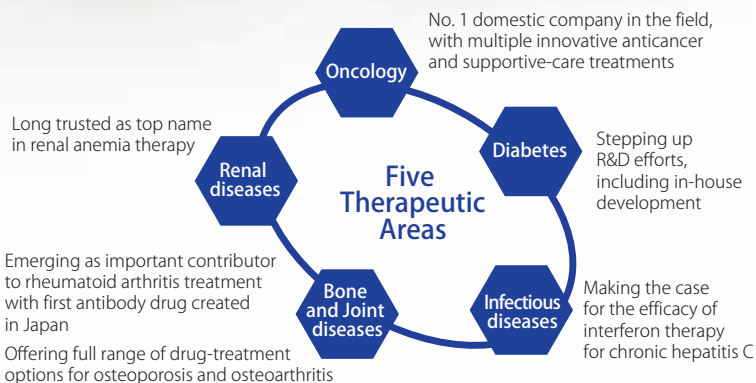 No. 1 domestic company in the field,
with multiple innovative anticancer
and supportive-care treatments
Oncology
Long trusted as top name
in renal anemia therapy
Renal
diseases
Five
Therapeutic
Areas
Diabetes
Stepping up
R&D efforts,
including in-house
development
Emerging as important contributor
to rheumatoid arthritis treatment
with first antibody drug created
in Japan
Offering full range of drug-treatment
options for osteoporosis and osteoarthritis
Bone
and Joint
diseases
Infectious
diseases
Making the case
for the efficacy of
interferon therapy
for chronic hepatitis C